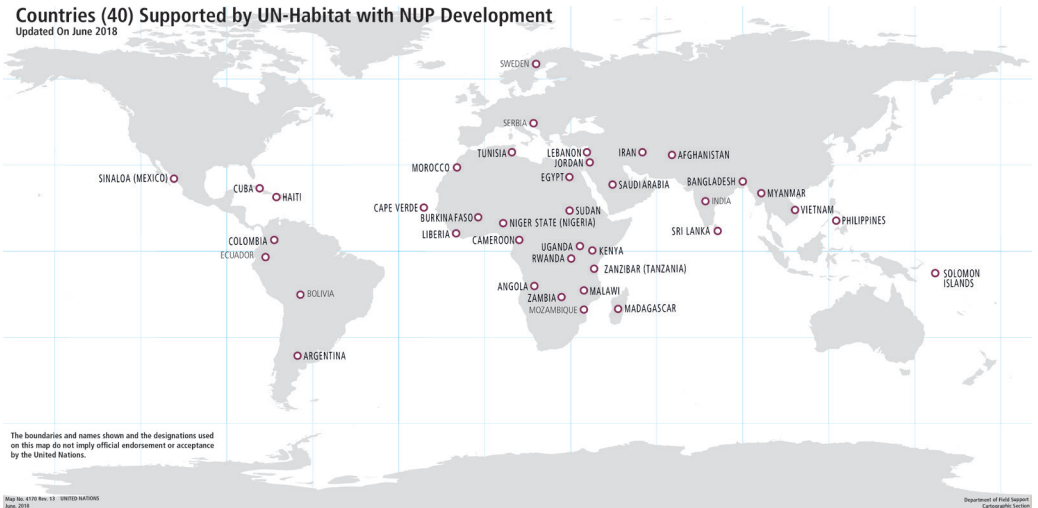 Countries (40) Supported by UN-Habitat with NUP Development
Updated On June 2018
SWEDEN
SERBIA
TUNISIA
LEBANON
JORDAN
IRAN
AFGHANISTAN
MOROCCO
EGYPT
SINALOA (MEXICO)
SAUDI ARABIA
BANGLADESH
CUBA
HAITI
MYANMAR
INDIA
CAPE VERDE
BURKINA FASO
SUDAN
VIETNAM
NIGER STATE (NIGERIA)
PHILIPPINES
LIBERIA
SRI LANKA
COLOMBIA
CAMEROON
ECUADOR
UGANDA
KENYA
RWANDA
ZANZIBAR (TANZANIA)
SOLOMON
ISLANDS
ANGOLA
MALAWI
BOLIVIA
ZAMBIA
MOZAMBIQUE
MADAGASCAR
ARGENTINA
The boundaries and names shown and the designations used
on this map do not imply official endorsement or acceptance
by the United Nations.
Map No. 4170 Rev. 13 UNITED NATIONS
June, 2018
Department of Field Support
Cartographic Section